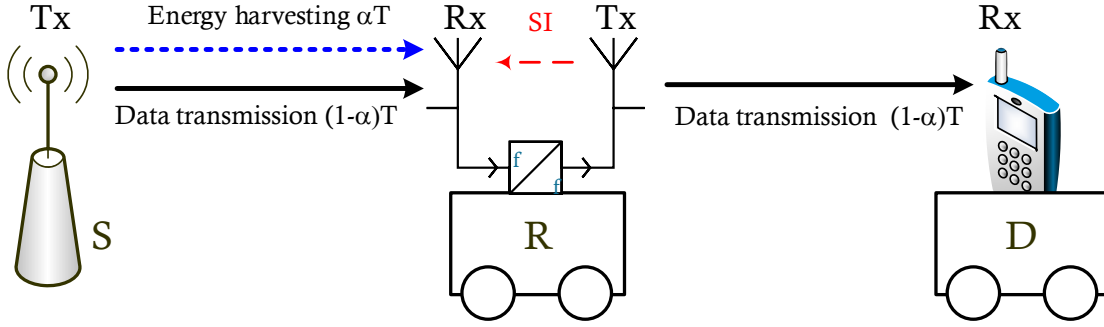 Tx
Energy harvesting αT
Rx
SI
Tx
Rx
Data transmission (1-α)T
Data transmission (1-α)T
f
f
S
R
D